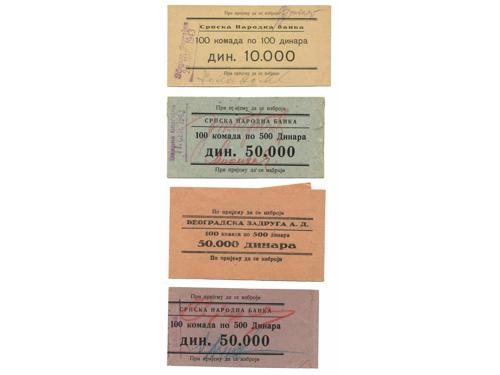 При пријему да се изброји
Српска Народна банка
100 комада по 100 динара
дин. 10.000
При пријему да се изброји
При пријему да се изброји
СРПСКА НАРОДНА БАНКА
100 комада по 500 Динара
дин. 50.000
При пријему да се изброји
По пријему да се изброји
БЕОГРАДСКА ЗАДРУГА А. Д.
100 комада по 500 динара
50.000 динара
По пријему да се изброји
При пријему да се изброји
СРПСКА НАРОДНА БАНКА
100 комада по 500 Динара
дин. 50.000
При пријему да се изброји